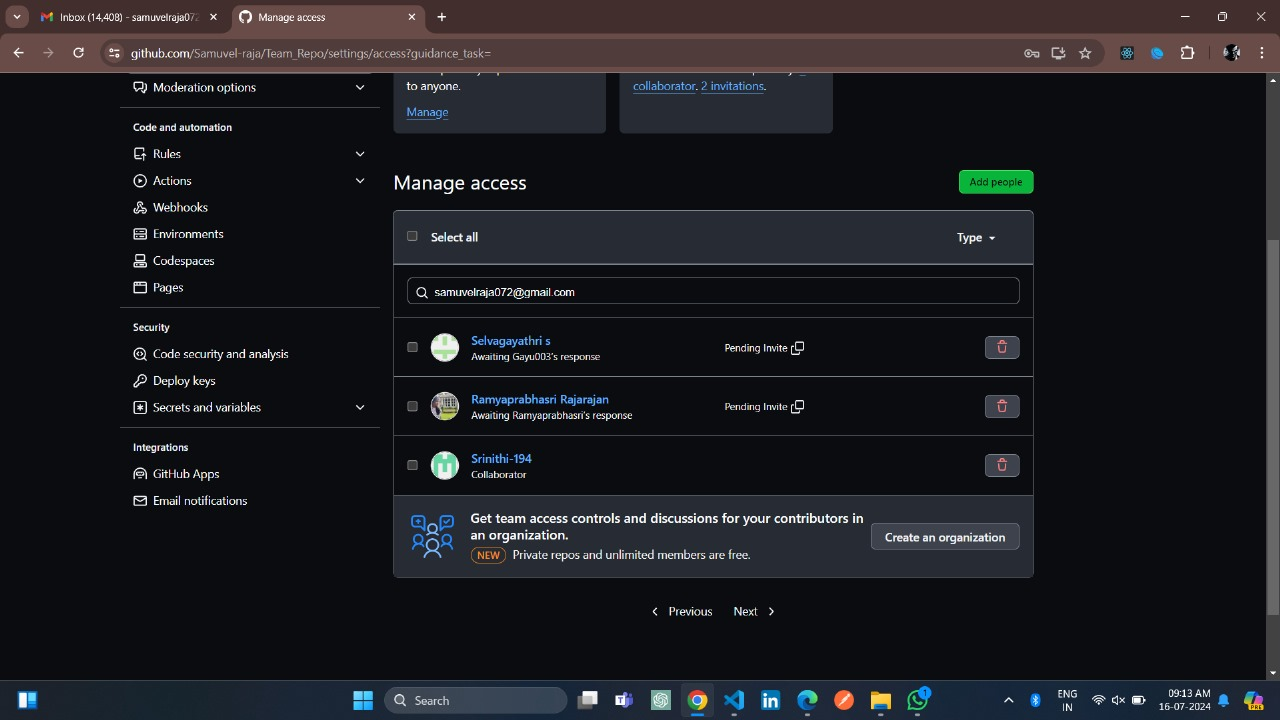 Inbox (14,408) - samuvelraja072
Manage access
github.com/Samuvel-raja/Team_Repo/settings/access?guidance_task=
Moderation options
Code and automation
Rules
Actions
Webhooks
Environments
Codespaces
Pages
Security
Code security and analysis
Deploy keys
Secrets and variables
Integrations
GitHub Apps
Email notifications
to anyone.
Manage
collaborator. 2 invitations.
Manage access
Add people
Select all
Type
samuvelraja072@gmail.com
Selvagayathri s
Awaiting Gayu003's response
Pending Invite
Ramyaprabhasri Rajarajan
Awaiting Ramyaprabhasri's response
Pending Invite
Srinithi-194
Collaborator
Get team access controls and discussions for your contributors in
an organization.
NEW Private repos and unlimited members are free.
Create an organization
Previous Next
Search
1
ENG
IN
09:13 AM
16-07-2024
PRE